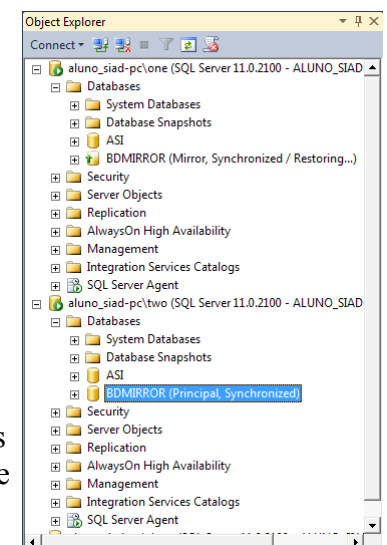 Object Explorer
Connect
aluno_siad-pc\one (SQL Server 11.0.2100 - ALUNO_SIAD
Databases
System Databases
Database Snapshots
ASI
BDMIRROR (Mirror, Synchronized / Restoring...)
Security
Server Objects
Replication
AlwaysOn High Availability
Management
Integration Services Catalogs
SQL Server Agent
aluno_siad-pc\two (SQL Server 11.0.2100 - ALUNO_SIAD
Databases
System Databases
Database Snapshots
ASI
BDMIRROR (Principal, Synchronized)
Security
Server Objects
s
Replication
e
AlwaysOn High Availability
Management
Integration Services Catalogs
SQL Server Agent